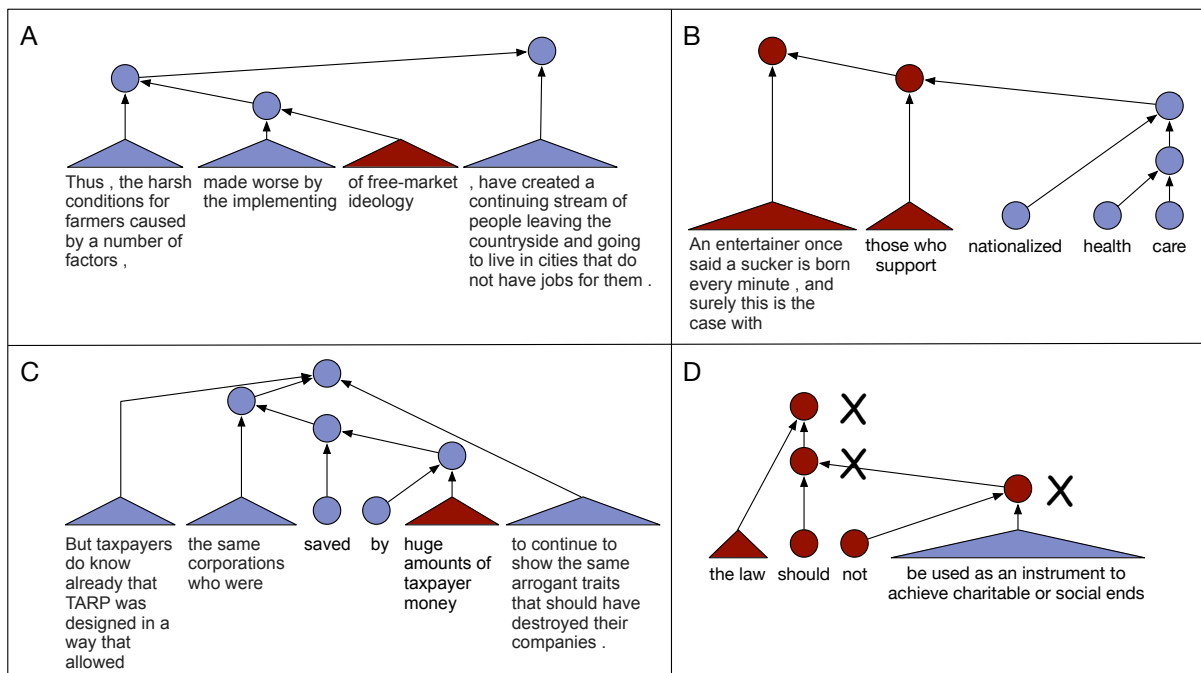 A
Thus , the harsh
conditions for
farmers caused
by a number of
factors ,
made worse by
the implementing
of free-market
ideology
, have created a
continuing stream of
people leaving the
countryside and going
to live in cities that do
not have jobs for them .
B
An entertainer once
said a sucker is born
every minute , and
surely this is the
case with
those who
support
nationalized
health
care
C
But taxpayers
do know
already that
TARP was
designed in a
way that
allowed
the same
corporations
who were
saved
by
huge
amounts of
taxpayer
money
to continue to
show the same
arrogant traits
that should have
destroyed their
companies .
D
X
X
X
the law
should
not
be used as an instrument to
achieve charitable or social ends